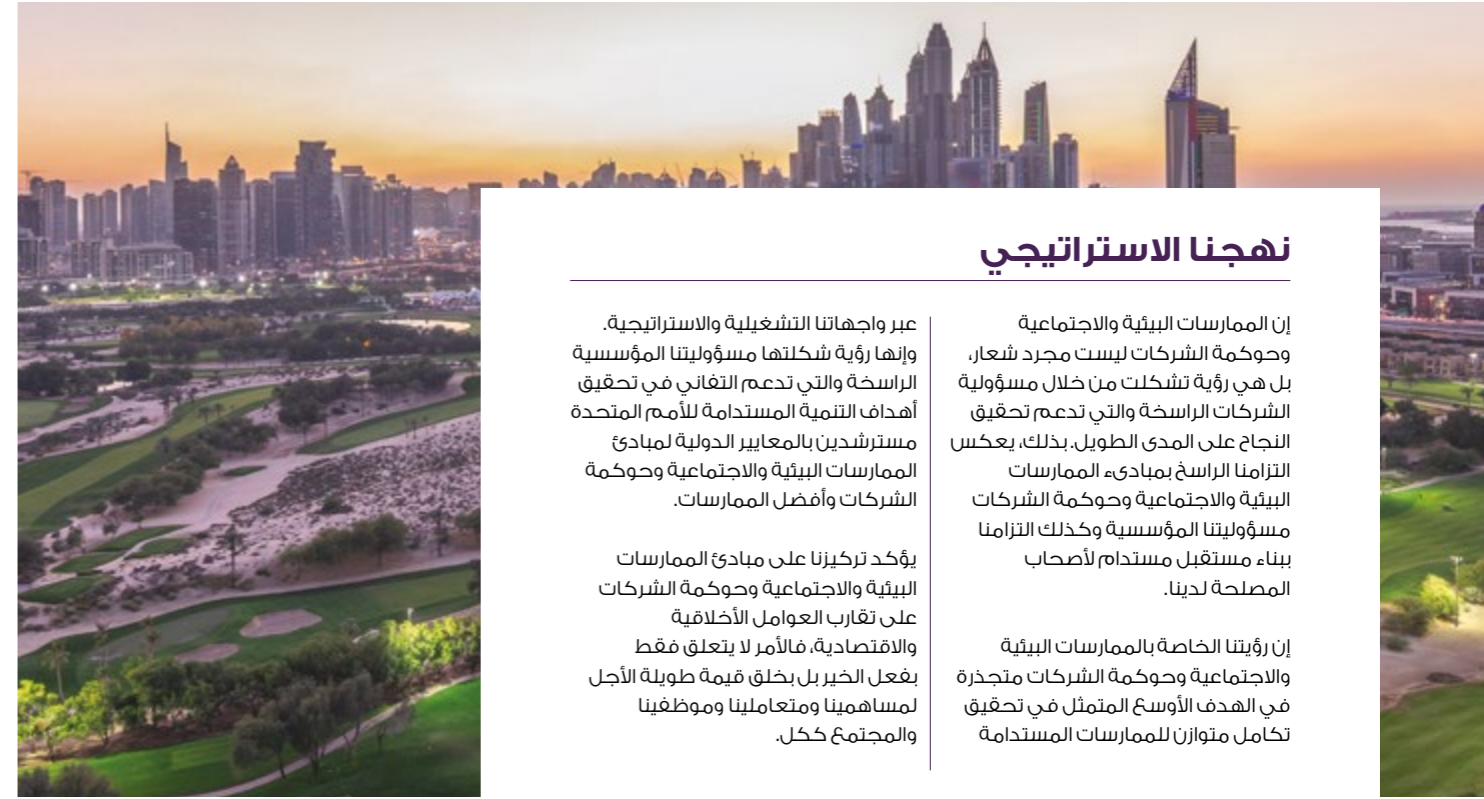 نهجنا الاستراتيجي
إن الممارسات البيئية والاجتماعية
وحوكمة الشركات ليست مجرد شعار،
بل هي رؤية تشكلت من خلال مسؤولية
الشركات الراسخة والتي تدعم تحقيق
النجاح على المدى الطويل. بذلك، يعكس
التزامنا الراسخ بمبادىء الممارسات
البيئية والاجتماعية وحوكمة الشركات
مسؤوليتنا المؤسسية وكذلك التزامنا
ببناء مستقبل مستدام لأصحاب
المصلحة لدينا.
إن رؤيتنا الخاصة بالممارسات البيئية
والاجتماعية وحوكمة الشركات متجذرة
في الهدف الأوسع المتمثل في تحقيق
تكامل متوازن للممارسات المستدامة
عبر واجهاتنا التشغيلية والاستراتيجية.
وإنها رؤية شكلتها مسؤوليتنا المؤسسية
الراسخة والتي تدعم التفاني في تحقيق
أهداف التنمية المستدامة للأمم المتحدة
مسترشدين بالمعايير الدولية لمبادئ
الممارسات البيئية والاجتماعية وحوكمة
الشركات وأفضل الممارسات.
يؤكد تركيزنا على مبادئ الممارسات
البيئية والاجتماعية وحوكمة الشركات
على تقارب العوامل الأخلاقية
والاقتصادية، فالأمر لا يتعلق فقط
بفعل الخير بل بخلق قيمة طويلة الأجل
لمساهمينا ومتعاملينا وموظفينا
والمجتمع ككل.